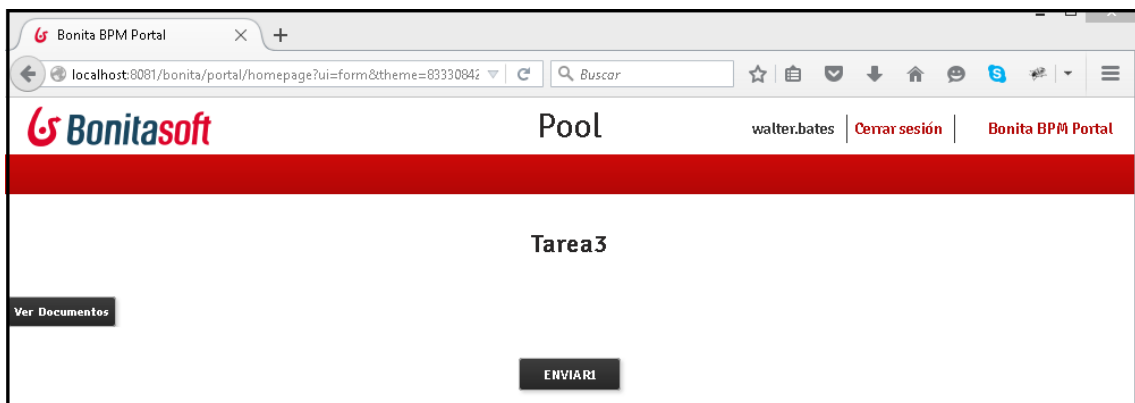 Bonita BPM Portal
localhost:8081/bonita/portal/homepage?ui=form&theme=83330842
Buscar
Bonitasoft
Pool
walter.bates
Cerrar sesión
Bonita BPM Portal
Tarea3
Ver Documentos
ENVIAR1